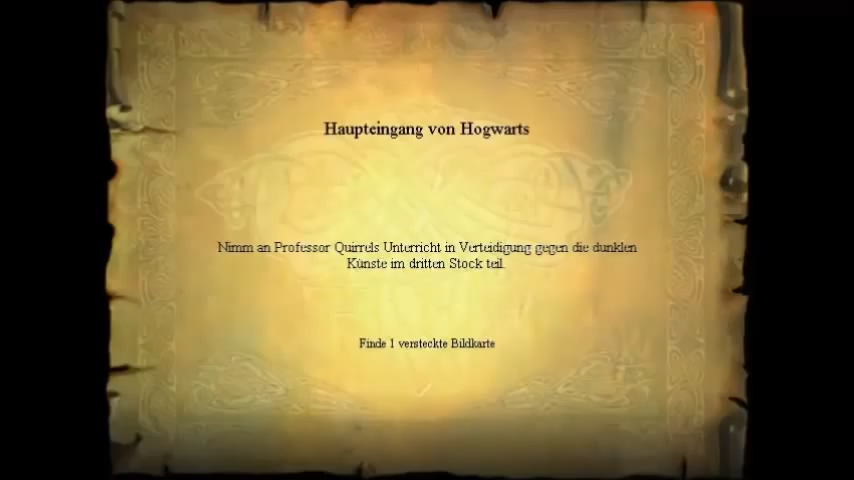 Haupteingang von Hogwarts
Nimm an Professor Quirrels Unterricht in Verteidigung gegen die dunklen
Künste im dritten Stock teil.
Finde 1 versteckte Bildkarte